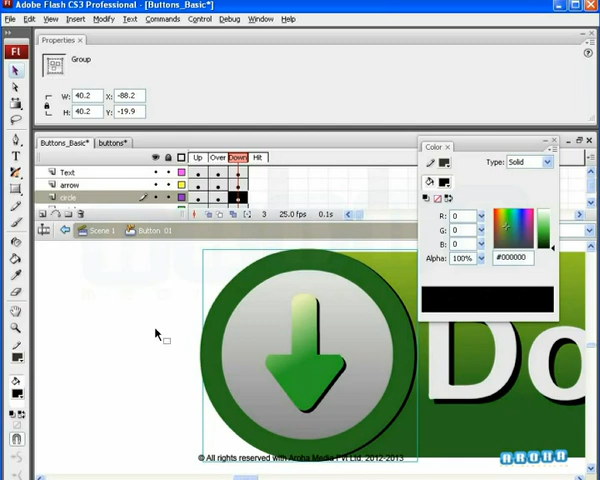 Adobe Flash CS3 Professional - [Buttons_Basic*]
File Edit View Insert Modify Text Commands Control Debug Window Help
Fl
Properties ×
Group
W: 40.2 X: -88.2
H: 40.2 Y: -19.9
Buttons_Basic* buttons*
Up Over Down Hit
Text
arrow
circle
3 25.0 fps 0.1s
Scene 1 Button 01
Color ×
Type: Solid
R: 0
G: 0
B: 0
Alpha: 100%
#000000
Do
© All rights reserved with Aroha Media Pvt Ltd. 2012-2013
AROHA